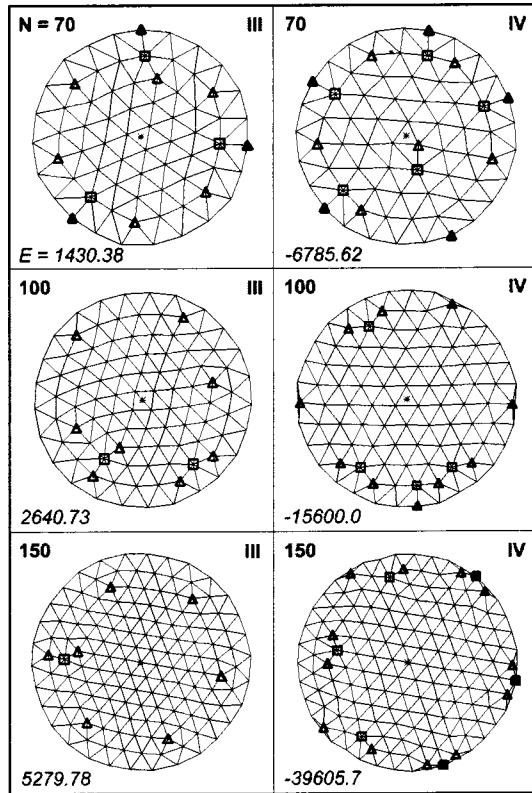 N = 70 III
E = 1430.38
70 IV
-6785.62
100 III
2640.73
100 IV
-15600.0
150 III
5279.78
150 IV
-39605.7